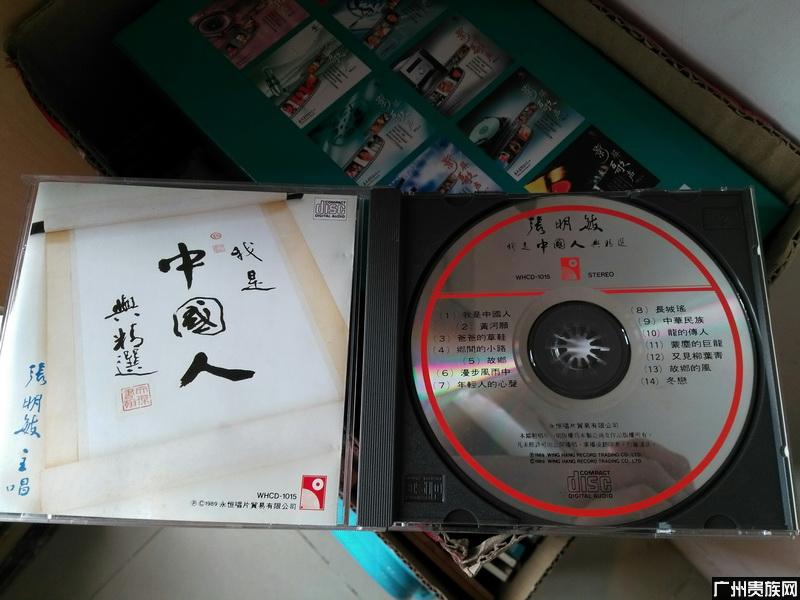 我是
中國人
與精選
張明敏主唱
COMPACT
disc
DIGITAL AUDIO
WHCD-1015
℗©1989 永恒唱片貿易有限公司
張明敏
我是中國人與精選
WHCD-1015 STEREO
(1) 我是中國人
(2) 黃河願
(3) 爸爸的草鞋
(4) 鄉間的小路
(5) 故鄉
(6) 漫步風雨中
(7) 年輕人的心聲
(8) 長城謠
(9) 中華民族
(10) 龍的傳人
(11) 蒙塵的巨龍
(12) 又見柳葉青
(13) 故鄉的風
(14) 冬戀
永恒唱片貿易有限公司
℗1989 WING HANG RECORD TRADING CO., LTD.
©1989 WING HANG RECORD TRADING CO., LTD.
COMPACT
disc
DIGITAL AUDIO
广州贵族网